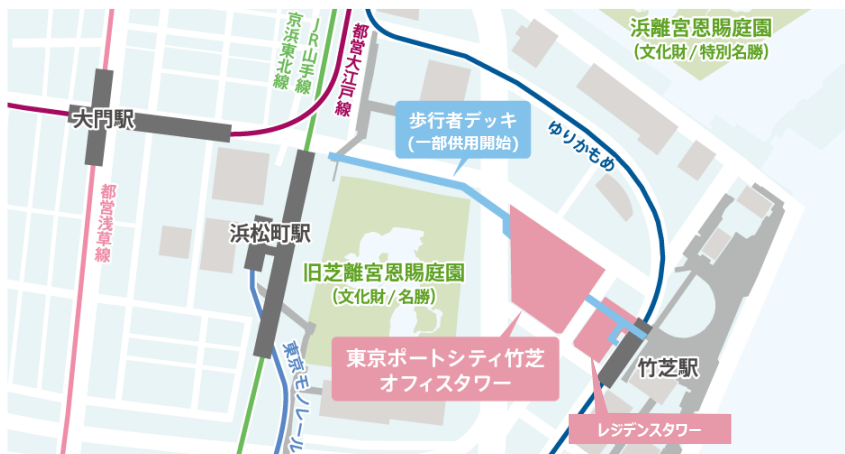 浜離宮恩賜庭園
(文化財/特別名勝)
JR山手線
京浜東北線
都営大江戸線
大門駅
歩行者デッキ
(一部供用開始)
ゆりかもめ
都営浅草線
浜松町駅
旧芝離宮恩賜庭園
(文化財/名勝)
東京モノレール
東京ポートシティ竹芝
オフィスタワー
竹芝駅
レジデンスタワー